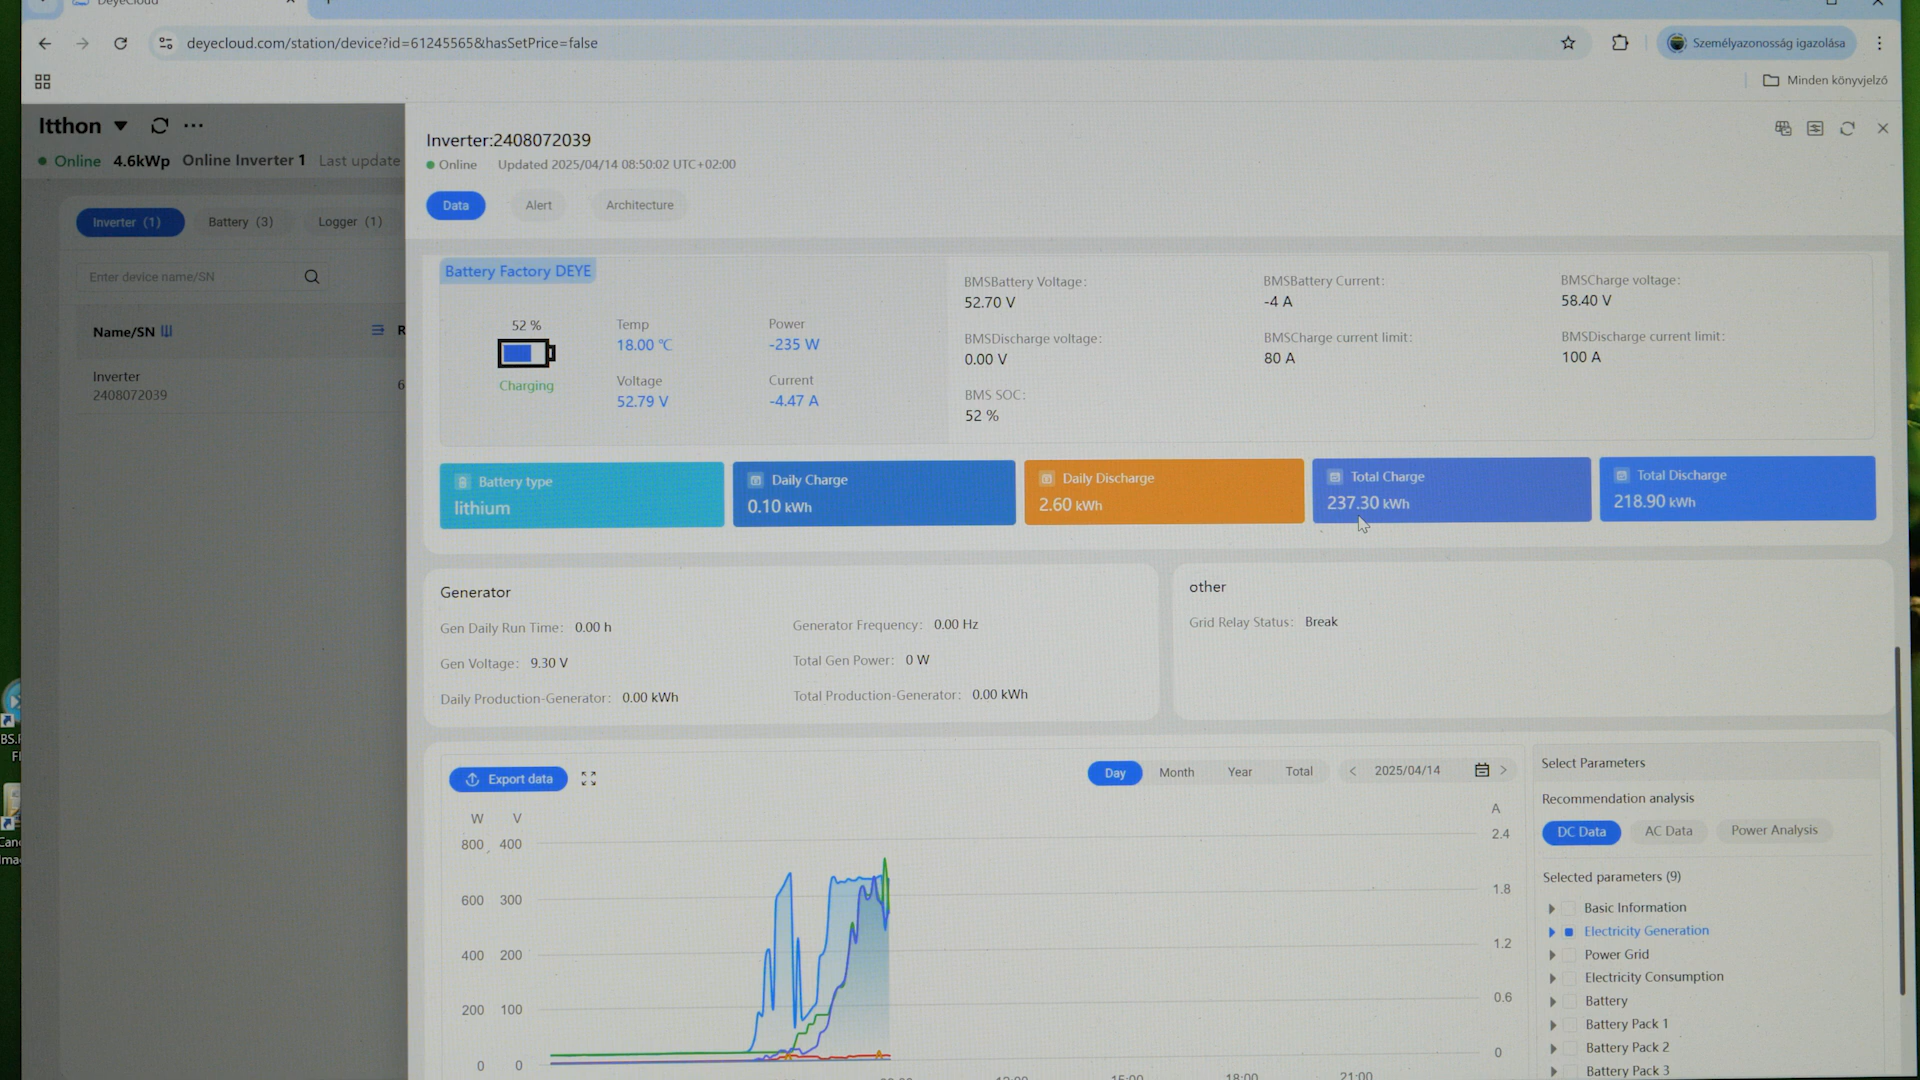 DeyeCloud
deyecloud.com/station/device?id=61245565&hasSetPrice=false
Személyazonosság igazolása
Minden könyvjelző
Itthon
Online 4.6kWp Online Inverter 1 Last update
Inverter (1) Battery (3) Logger (1)
Enter device name/SN
Name/SN R
Inverter 6
2408072039
Inverter:2408072039
Online Updated 2025/04/14 08:50:02 UTC+02:00
Data Alert Architecture
Battery Factory DEYE
52 %
Charging
Temp Power
18.00 ℃ -235 W
Voltage Current
52.79 V -4.47 A
BMSBattery Voltage: BMSBattery Current: BMSCharge voltage:
52.70 V -4 A 58.40 V
BMSDischarge voltage: BMSCharge current limit: BMSDischarge current limit:
0.00 V 80 A 100 A
BMS SOC:
52 %
Battery type Daily Charge Daily Discharge Total Charge Total Discharge
lithium 0.10 kWh 2.60 kWh 237.30 kWh 218.90 kWh
Generator
Gen Daily Run Time: 0.00 h Generator Frequency: 0.00 Hz
Gen Voltage: 9.30 V Total Gen Power: 0 W
Daily Production-Generator: 0.00 kWh Total Production-Generator: 0.00 kWh
other
Grid Relay Status: Break
Export data
Day Month Year Total 2025/04/14
W V A
800 400 2.4
600 300 1.8
400 200 1.2
200 100 0.6
0 0 0
12:00 15:00 18:00 21:00
Select Parameters
Recommendation analysis
DC Data AC Data Power Analysis
Selected parameters (9)
Basic Information
Electricity Generation
Power Grid
Electricity Consumption
Battery
Battery Pack 1
Battery Pack 2
Battery Pack 3